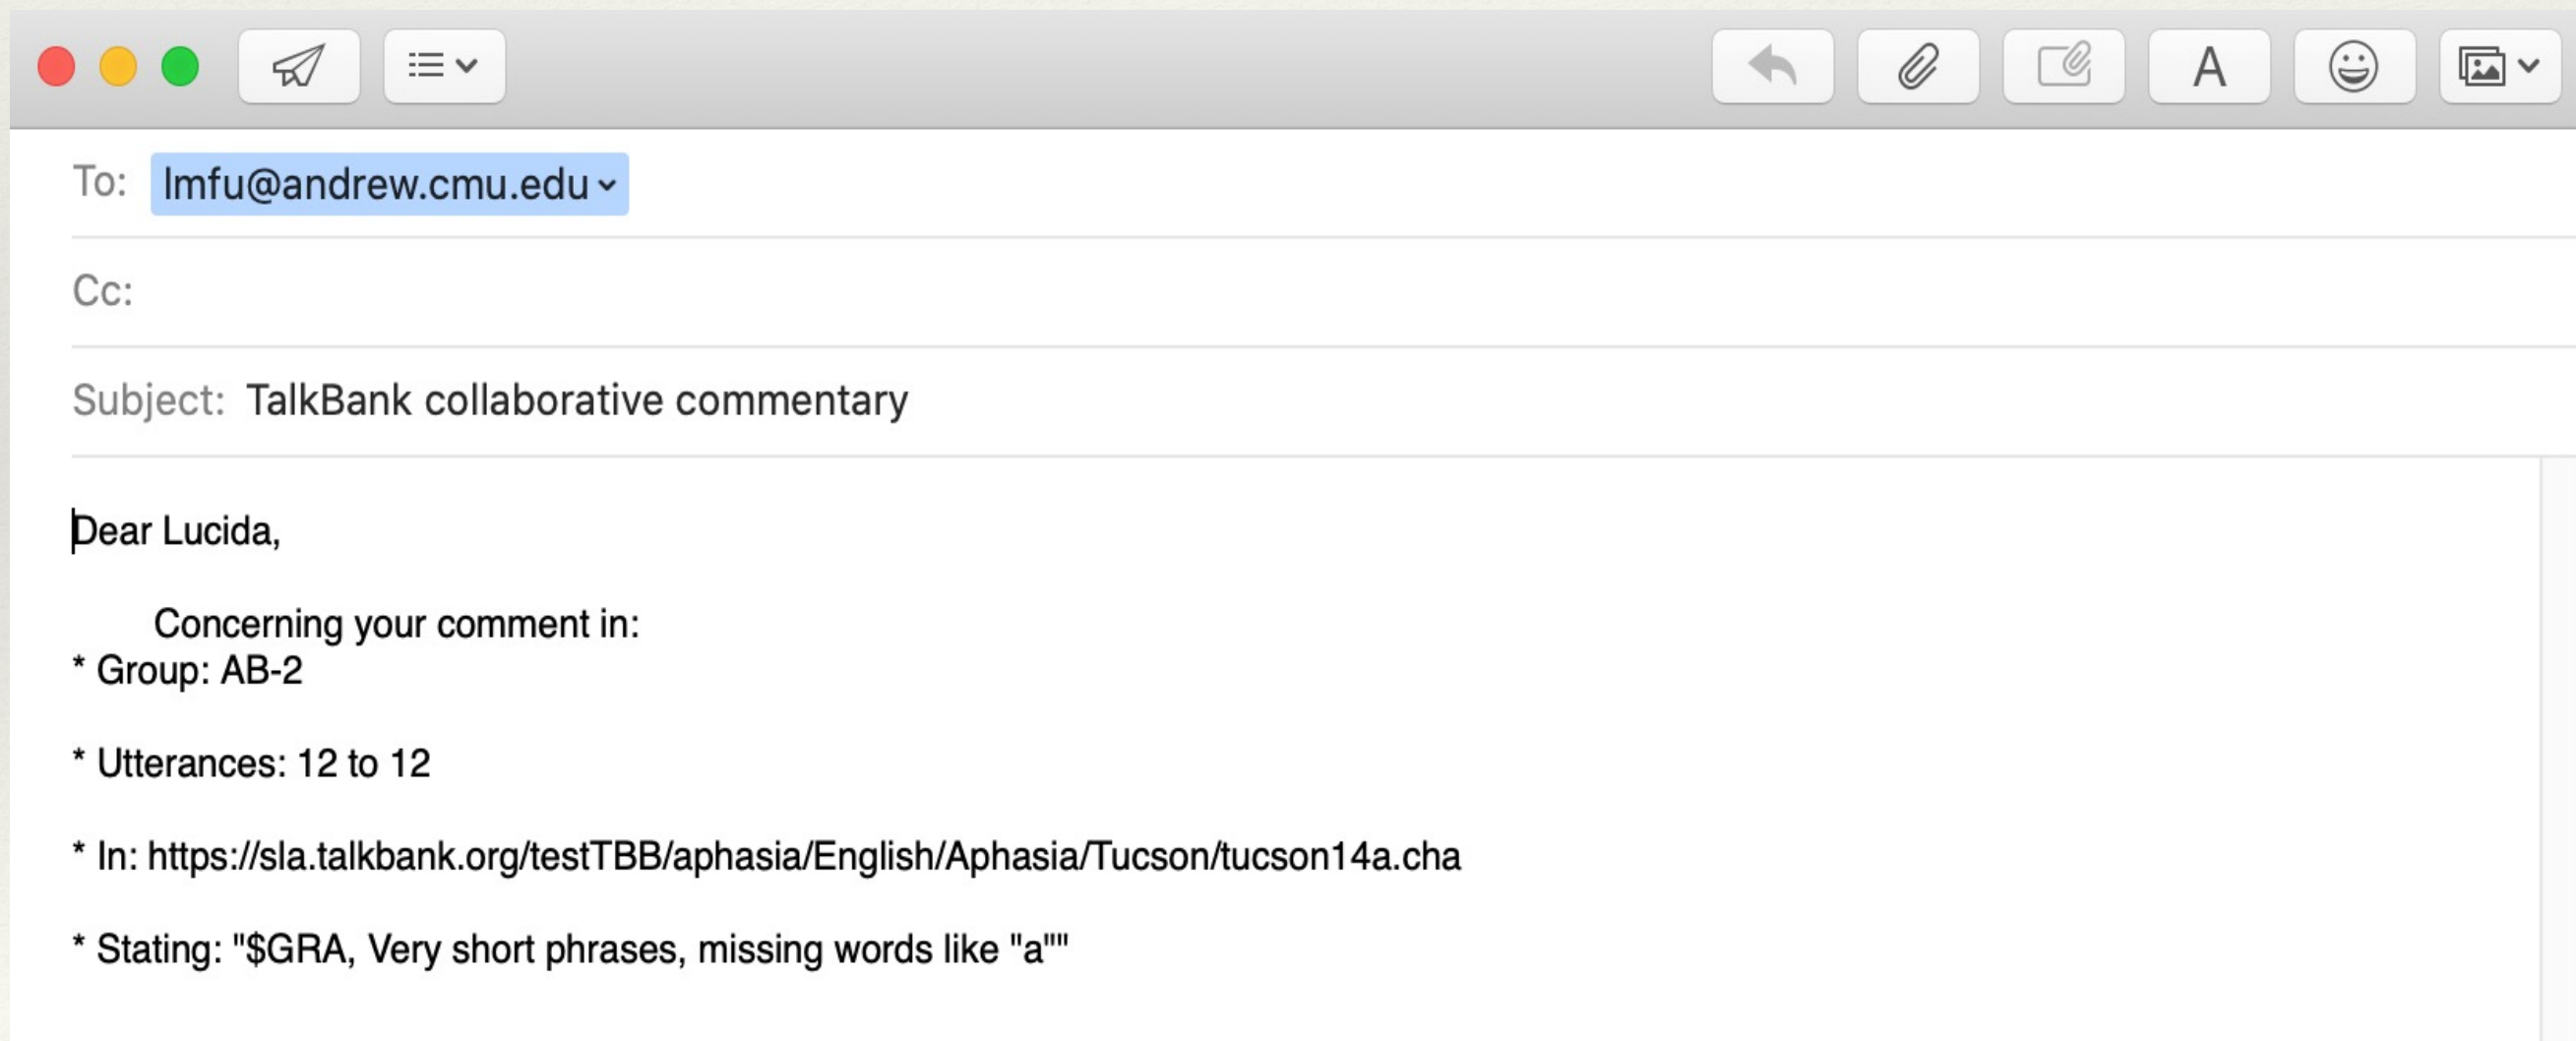 To: lmfu@andrew.cmu.edu
Cc:
Subject: TalkBank collaborative commentary
Dear Lucida,
Concerning your comment in:
* Group: AB-2
* Utterances: 12 to 12
* In: https://sla.talkbank.org/testTBB/aphasia/English/Aphasia/Tucson/tucson14a.cha
* Stating: "$GRA, Very short phrases, missing words like "a""